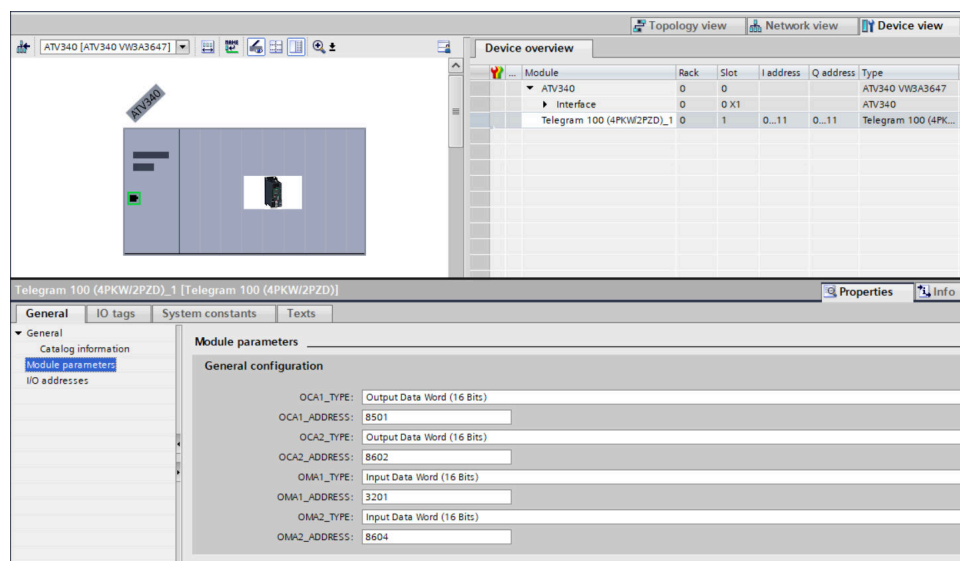 Topology view Network view Device view
ATV340 [ATV340 VW3A3647]
Device overview
... Module Rack Slot I address Q address Type
ATV340 0 0 ATV340 VW3A3647
Interface 0 0 X1 ATV340
Telegram 100 (4PKW/2PZD)_1 0 1 0...11 0...11 Telegram 100 (4PK...
ATV340
Telegram 100 (4PKW/2PZD)_1 [Telegram 100 (4PKW/2PZD)]
Properties Info
General IO tags System constants Texts
General
Catalog information
Module parameters
I/O addresses
Module parameters
General configuration
OCA1_TYPE: Output Data Word (16 Bits)
OCA1_ADDRESS: 8501
OCA2_TYPE: Output Data Word (16 Bits)
OCA2_ADDRESS: 8602
OMA1_TYPE: Input Data Word (16 Bits)
OMA1_ADDRESS: 3201
OMA2_TYPE: Input Data Word (16 Bits)
OMA2_ADDRESS: 8604